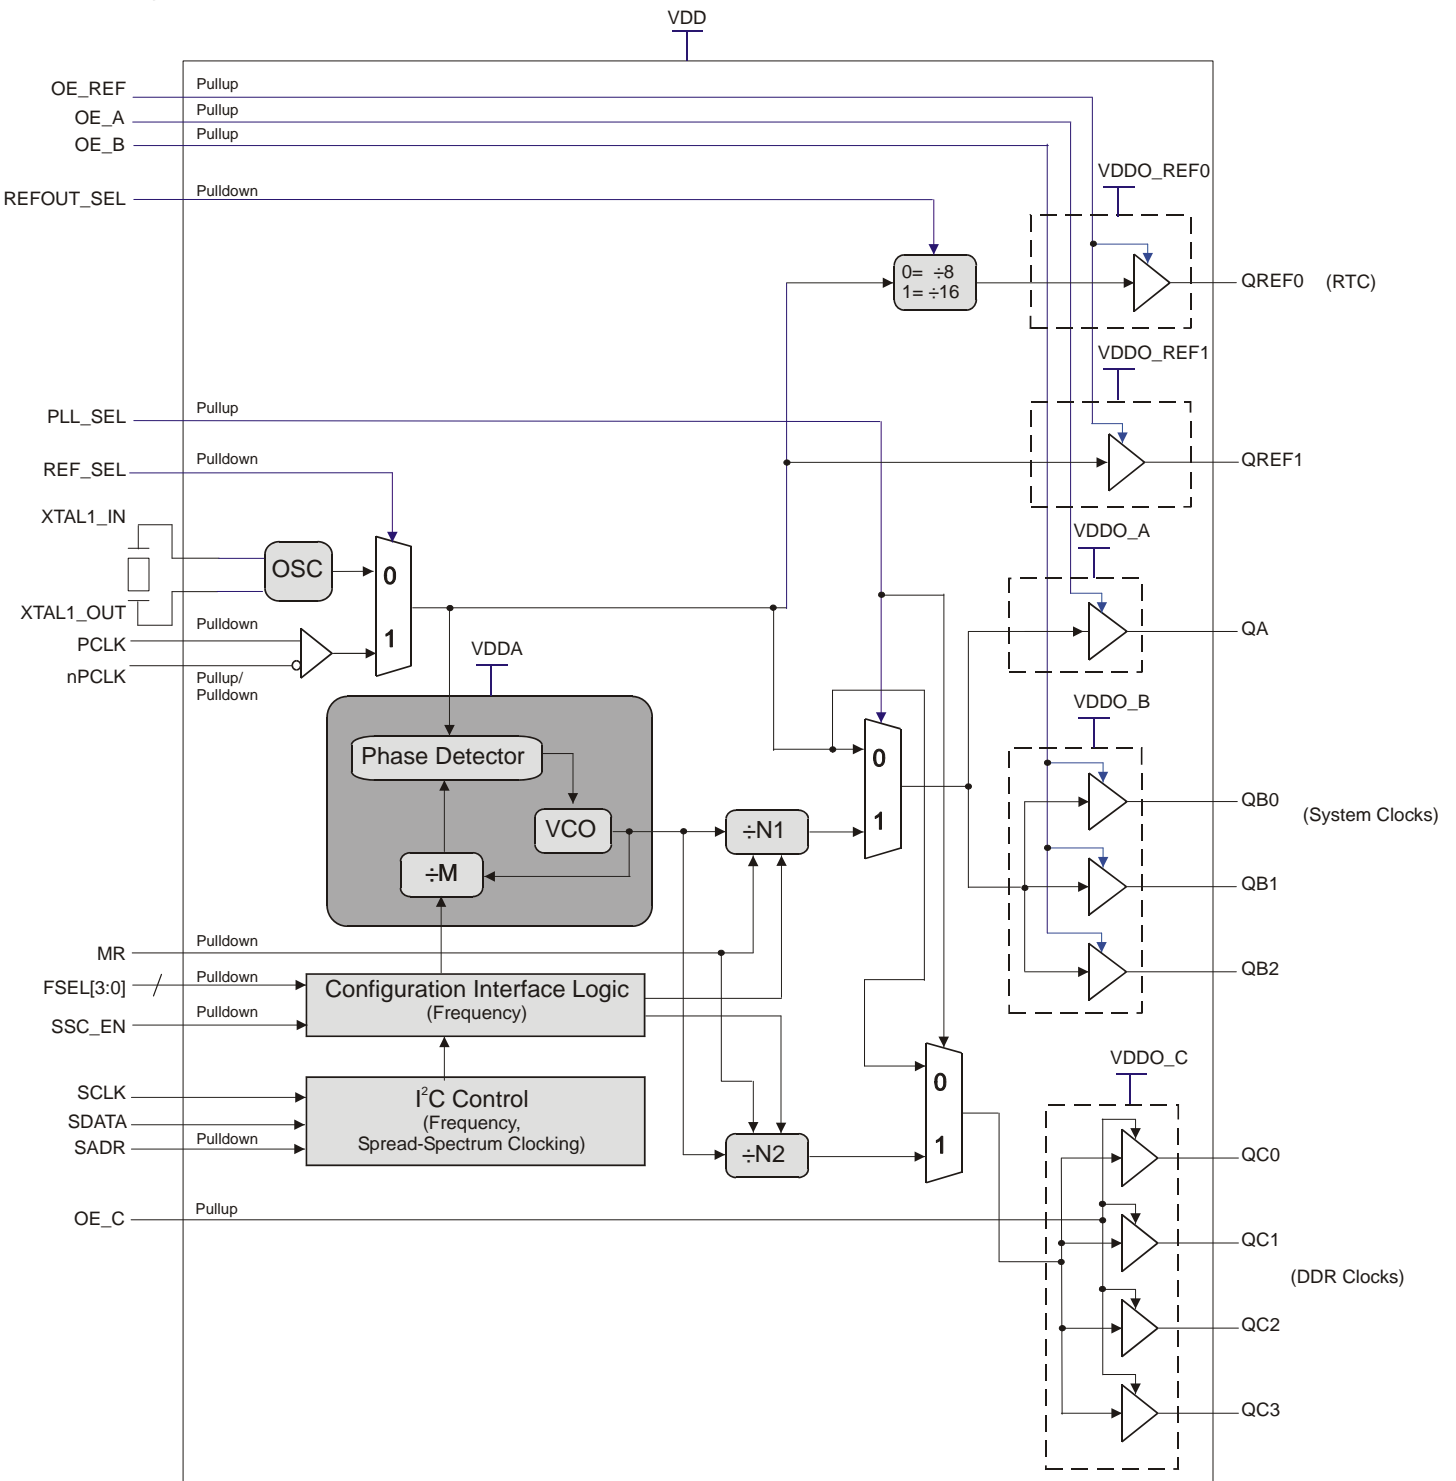 VDD
OE_REF
Pullup
OE_A
Pullup
OE_B
Pullup
REFOUT_SEL
Pulldown
VDDO_REF0
0= ÷8
1= ÷16
QREF0 (RTC)
VDDO_REF1
PLL_SEL
Pullup
QREF1
REF_SEL
Pulldown
XTAL1_IN
OSC
0
1
XTAL1_OUT
PCLK
Pulldown
nPCLK
Pullup/
Pulldown
VDDO_A
QA
VDDA
Phase Detector
VCO
÷M
÷N1
0
1
VDDO_B
QB0
(System Clocks)
QB1
QB2
MR
Pulldown
FSEL[3:0]
Pulldown
SSC_EN
Pulldown
Configuration Interface Logic
(Frequency)
SCLK
SDATA
SADR
Pulldown
I²C Control
(Frequency,
Spread-Spectrum Clocking)
÷N2
0
1
VDDO_C
OE_C
Pullup
QC0
QC1
(DDR Clocks)
QC2
QC3